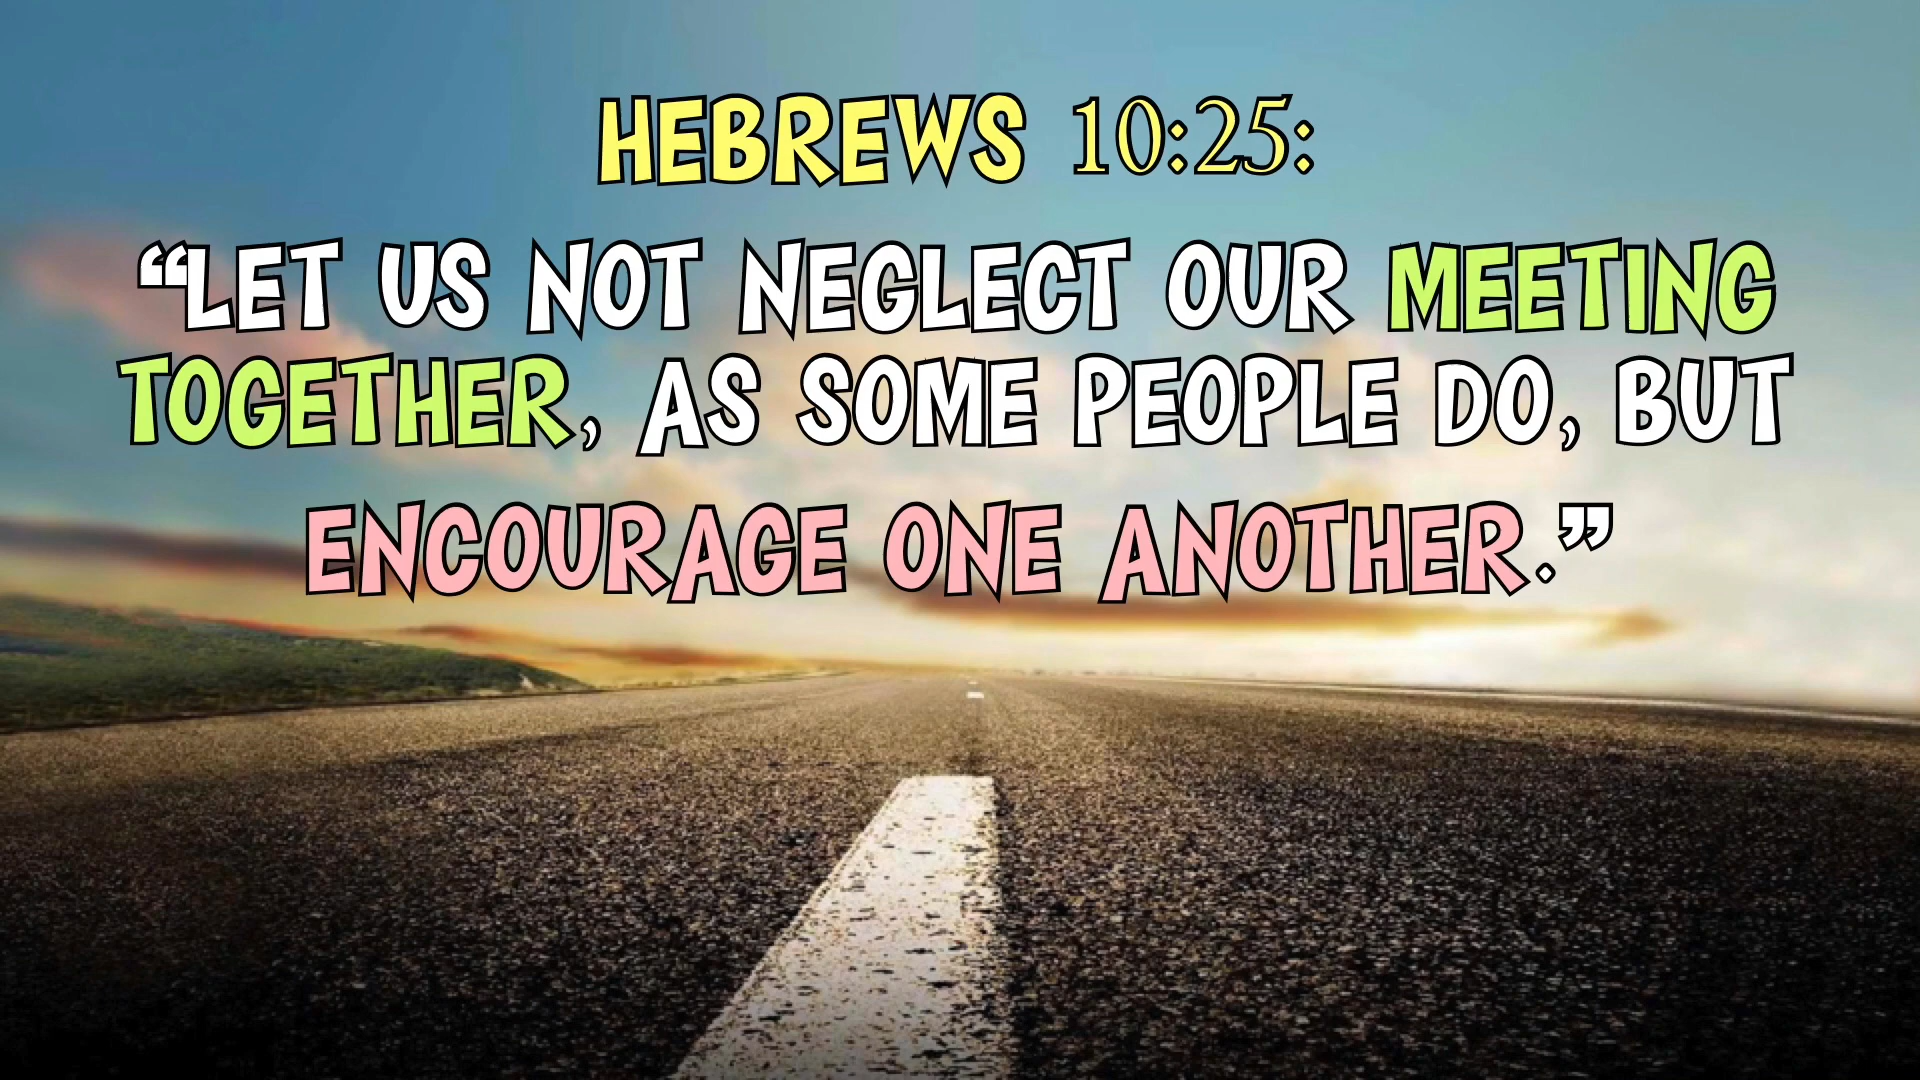 HEBREWS 10:25:
“LET US NOT NEGLECT OUR MEETING
TOGETHER, AS SOME PEOPLE DO, BUT
ENCOURAGE ONE ANOTHER.”